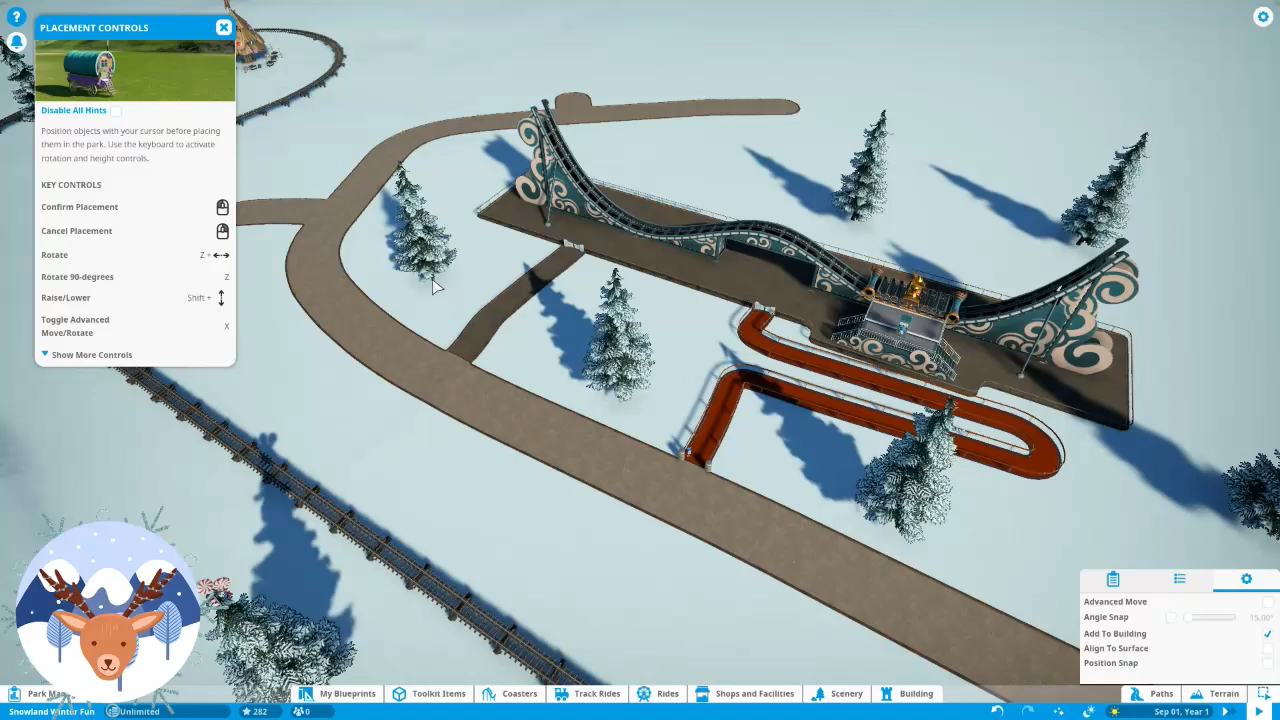 PLACEMENT CONTROLS
Disable All Hints
Position objects with your cursor before placing
them in the park. Use the keyboard to activate
rotation and height controls.
KEY CONTROLS
Confirm Placement
Cancel Placement
Rotate Z +
Rotate 90-degrees Z
Raise/Lower Shift +
Toggle Advanced
Move/Rotate X
Show More Controls
Advanced Move
Angle Snap 15.00°
Add To Building
Align To Surface
Position Snap
Park
My Blueprints
Toolkit Items
Coasters
Track Rides
Rides
Shops and Facilities
Scenery
Building
Paths
Terrain
Snowland Winter Fun
Unlimited
282
0
Sep 01, Year 1